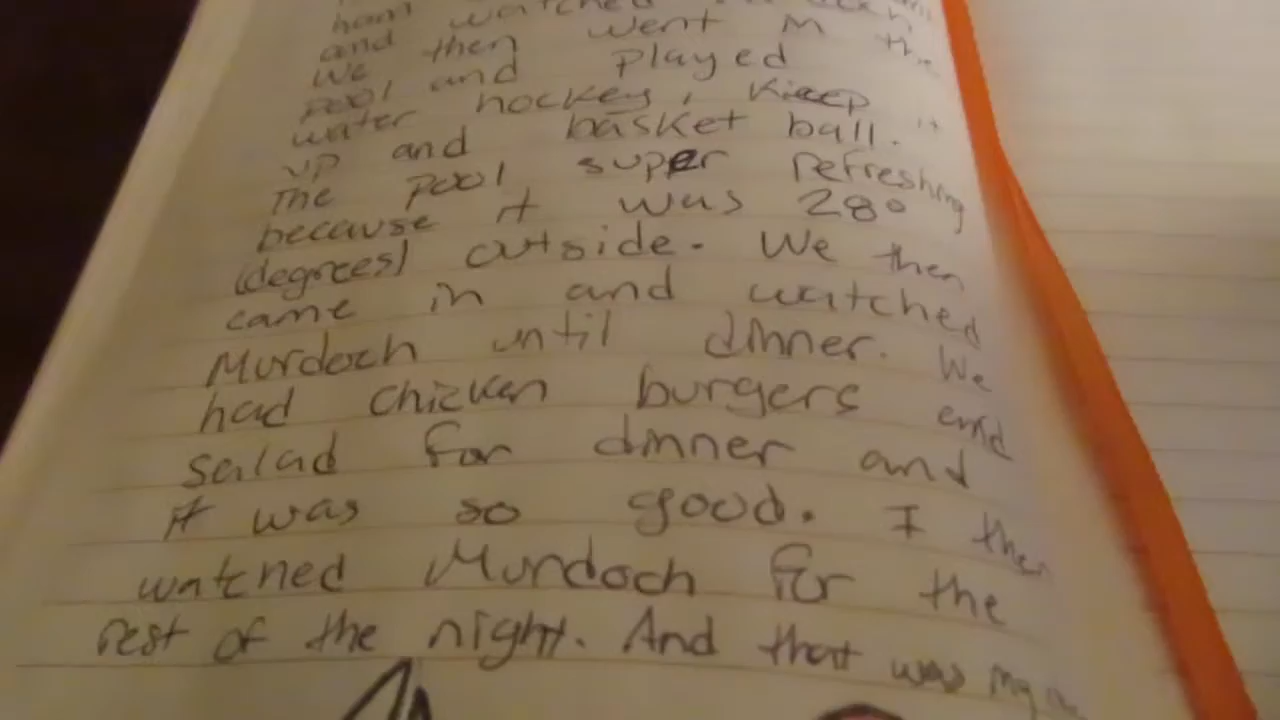 and watched
We then went in the
pool and played
water hockey, Kieep it
up and basket ball.
The pool super refreshing
because it was 28°
(degrees) outside. We then
came in and watched
Murdoch until dinner. We
had chicken burgers and
salad for dinner and
it was so good. I then
watched Murdoch for the
rest of the night. And that was my